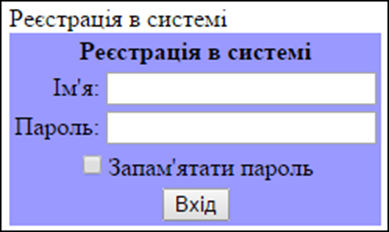 Реєстрація в системі
Реєстрація в системі
Ім'я:
Пароль:
Запам'ятати пароль
Вхід